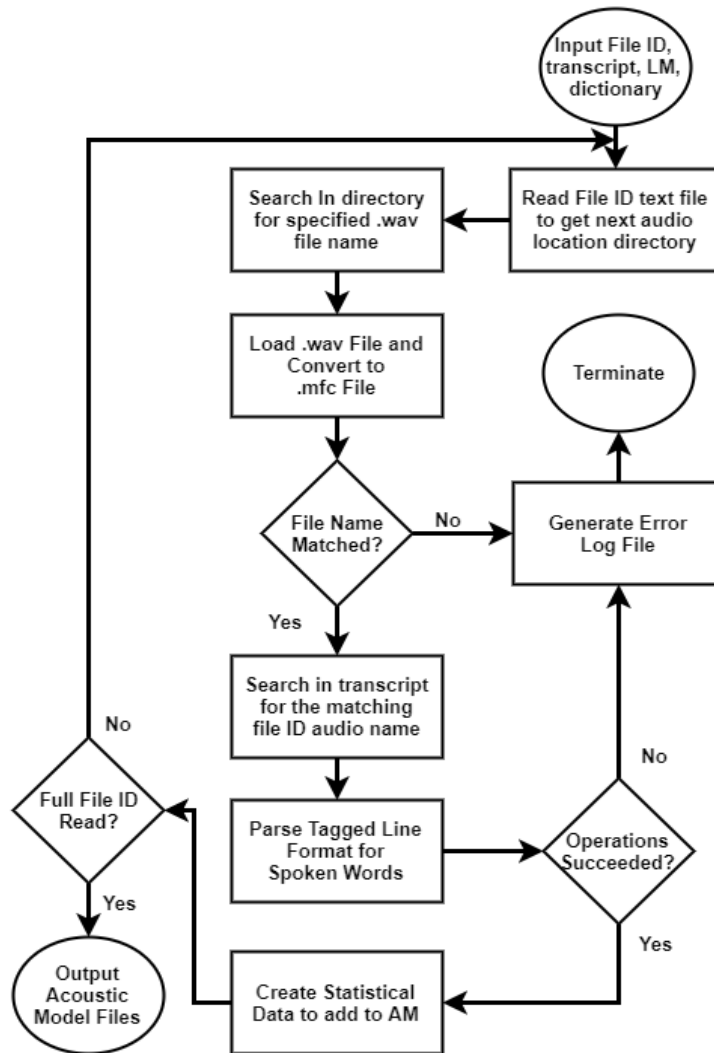 Input File ID,
transcript, LM,
dictionary
Read File ID text file
to get next audio
location directory
Search In directory
for specified .wav
file name
Load .wav File and
Convert to
.mfc File
Terminate
File Name
Matched?
No
Generate Error
Log File
Yes
Search in transcript
for the matching
file ID audio name
Parse Tagged Line
Format for
Spoken Words
Operations
Succeeded?
No
Yes
Create Statistical
Data to add to AM
Full File ID
Read?
No
Yes
Output
Acoustic
Model Files